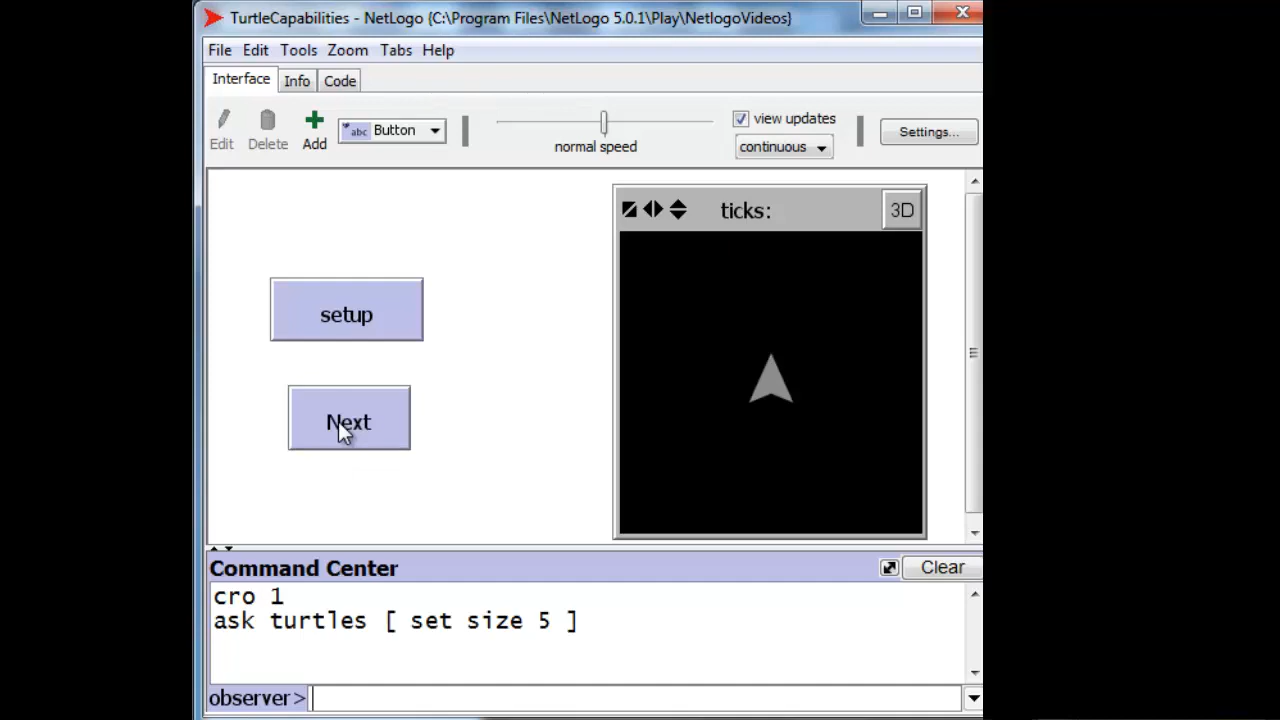 TurtleCapabilities - NetLogo {C:\Program Files\NetLogo 5.0.1\Play\NetlogoVideos}
File Edit Tools Zoom Tabs Help
Interface Info Code
Edit Delete Add abc Button normal speed view updates continuous Settings...
ticks: 3D
setup
Next
Command Center Clear
cro 1
ask turtles [ set size 5 ]
observer>